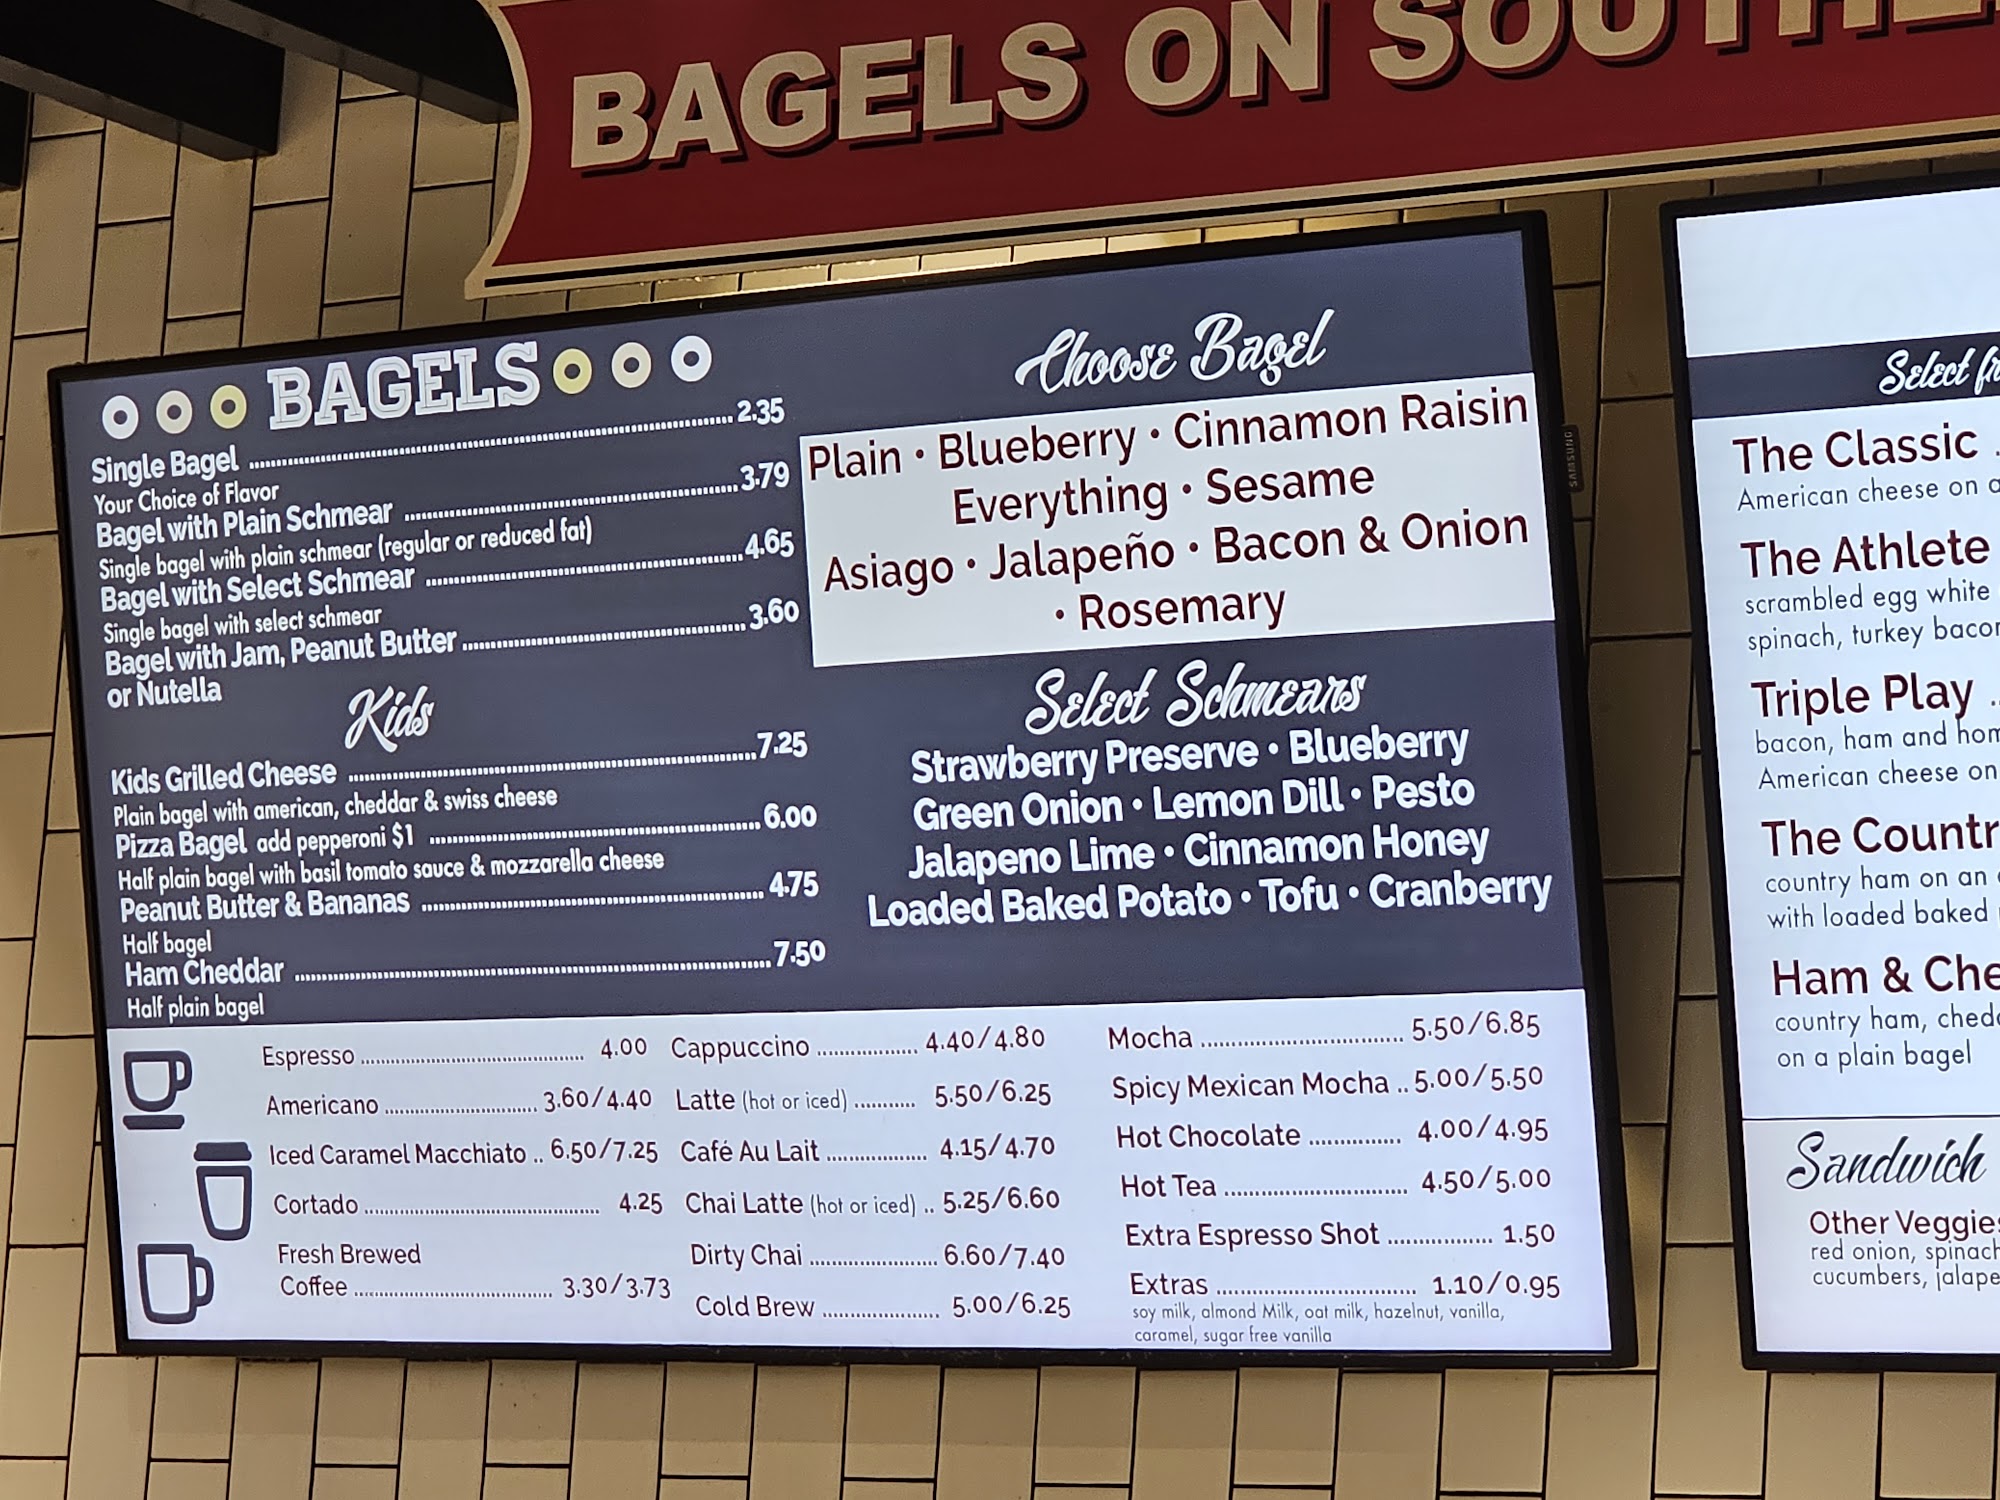 BAGELS ON
BAGELS
Single Bagel ........ 2.35
Your Choice of Flavor
Bagel with Plain Schmear ........ 3.79
Single bagel with plain schmear (regular or reduced fat)
Bagel with Select Schmear ........ 4.65
Single bagel with select schmear
Bagel with Jam, Peanut Butter ........ 3.60
or Nutella
Kids
Kids Grilled Cheese ........ 7.25
Plain bagel with american, cheddar & swiss cheese
Pizza Bagel add pepperoni $1 ........ 6.00
Half plain bagel with basil tomato sauce & mozzarella cheese
Peanut Butter & Bananas ........ 4.75
Half bagel
Ham Cheddar ........ 7.50
Half plain bagel
Choose Bagel
Plain • Blueberry • Cinnamon Raisin
Everything • Sesame
Asiago • Jalapeño • Bacon & Onion
• Rosemary
Select Schmears
Strawberry Preserve • Blueberry
Green Onion • Lemon Dill • Pesto
Jalapeno Lime • Cinnamon Honey
Loaded Baked Potato • Tofu • Cranberry
Espresso ........ 4.00
Americano ........ 3.60/4.40
Iced Caramel Macchiato .. 6.50/7.25
Cortado ........ 4.25
Fresh Brewed
Coffee ........ 3.30/3.73
Cappuccino ........ 4.40/4.80
Latte (hot or iced) ........ 5.50/6.25
Café Au Lait ........ 4.15/4.70
Chai Latte (hot or iced) .. 5.25/6.60
Dirty Chai ........ 6.60/7.40
Cold Brew ........ 5.00/6.25
Mocha ........ 5.50/6.85
Spicy Mexican Mocha .. 5.00/5.50
Hot Chocolate ........ 4.00/4.95
Hot Tea ........ 4.50/5.00
Extra Espresso Shot ........ 1.50
Extras ........ 1.10/0.95
soy milk, almond Milk, oat milk, hazelnut, vanilla,
caramel, sugar free vanilla
SAMSUNG
Select
The Classic
American cheese on
The Athlete
scrambled egg white
spinach, turkey
Triple Play
bacon, ham and
American cheese on
The
country ham on an
with loaded baked
Ham &
country ham,
on a plain bagel
Sandwich
Other
red onion,
cucumbers,